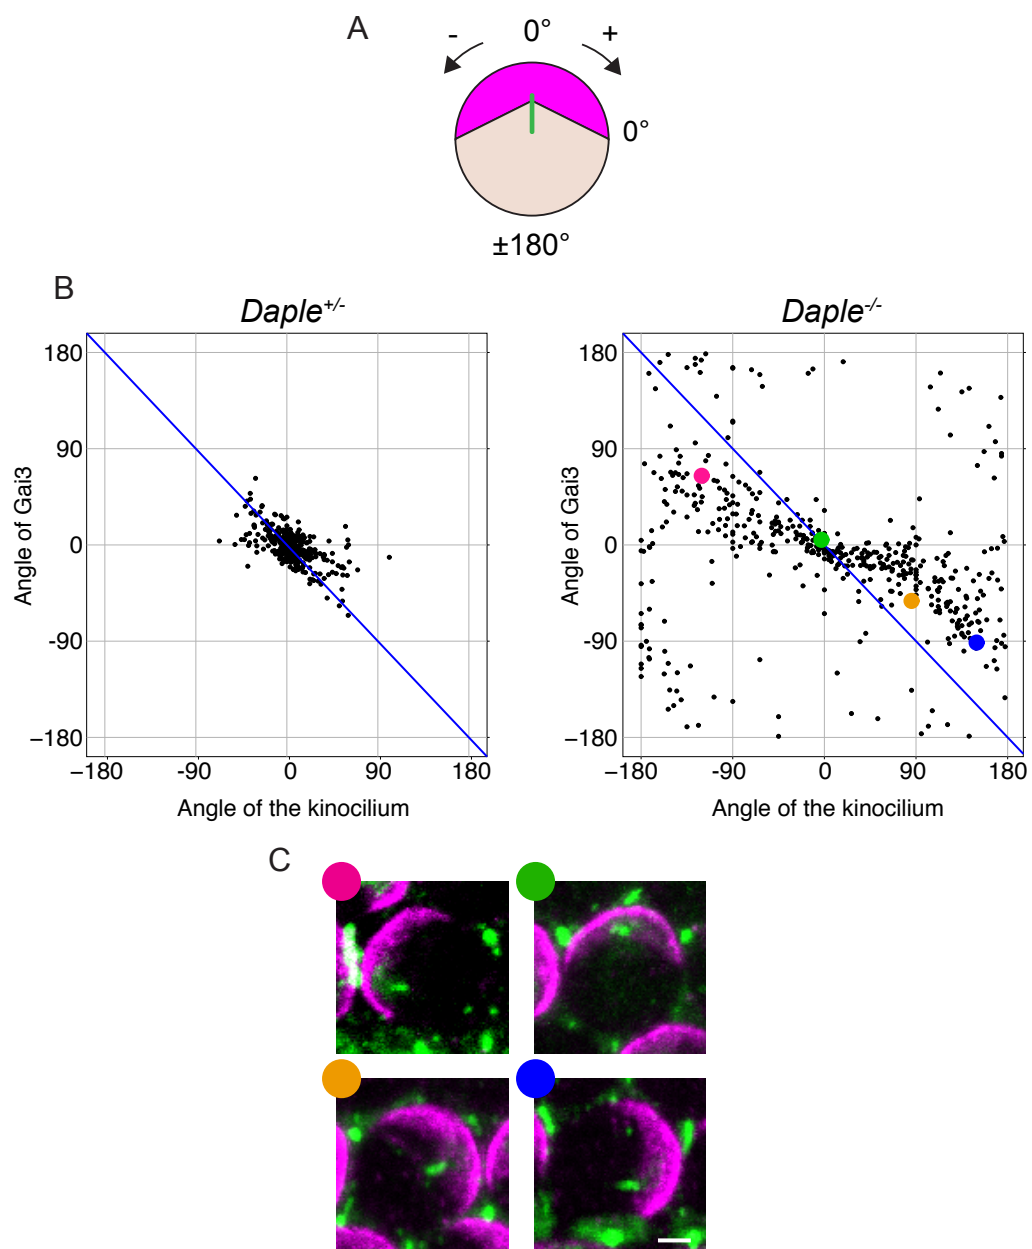 A
- 0° +
0°
±180°
B
Daple+/-
Daple-/-
180
90
0
-90
−180
Angle of Gai3
−180 -90 0 90 180
Angle of the kinocilium
180
90
0
-90
−180
Angle of Gai3
−180 -90 0 90 180
Angle of the kinocilium
C